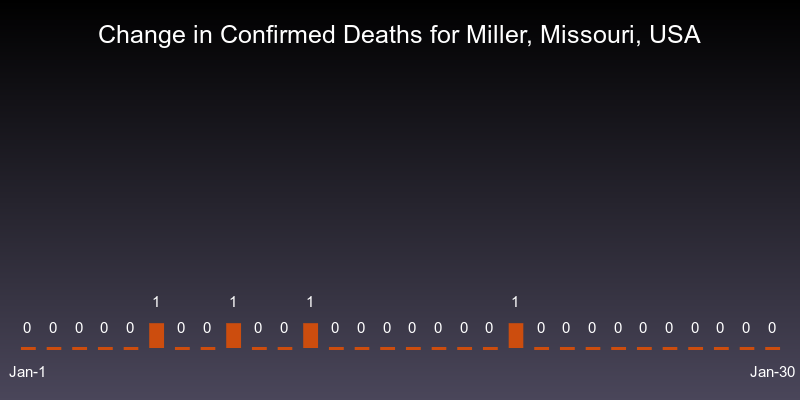 Change in Confirmed Deaths for Miller, Missouri, USA
1 1 1 1
0 0 0 0 0 0 0 0 0 0 0 0 0 0 0 0 0 0 0 0 0 0 0 0 0 0
Jan-1 Jan-30